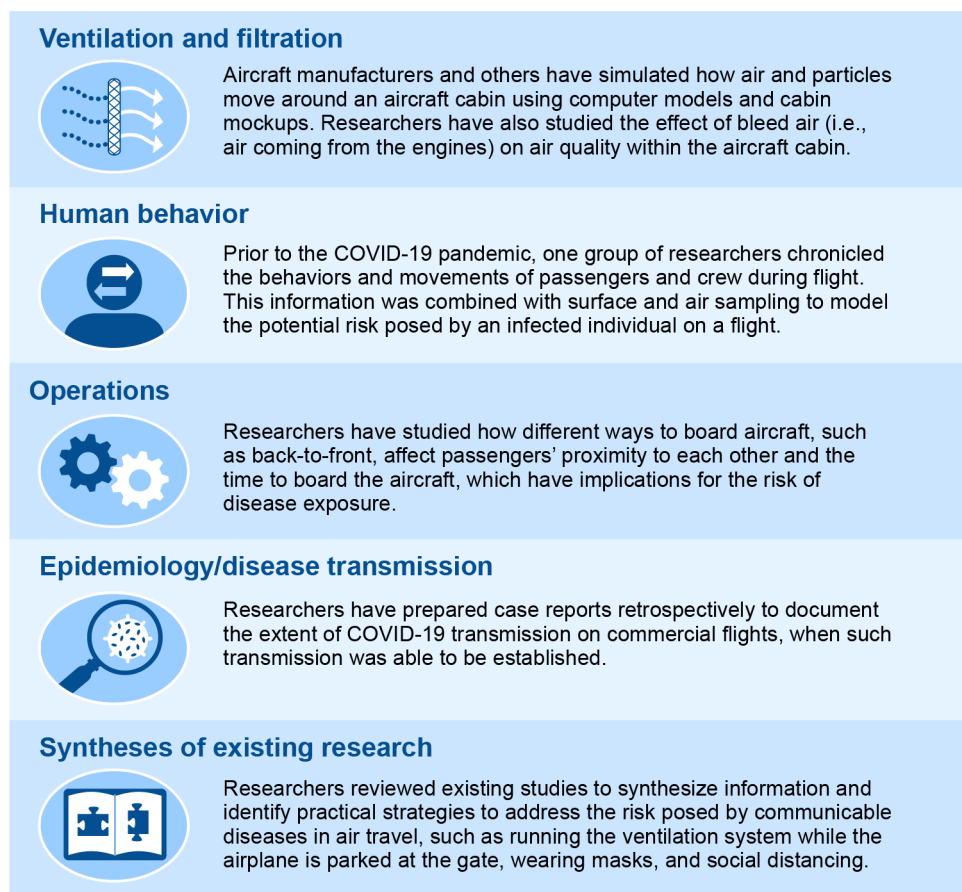 Ventilation and filtration
Aircraft manufacturers and others have simulated how air and particles
move around an aircraft cabin using computer models and cabin
mockups. Researchers have also studied the effect of bleed air (i.e.,
air coming from the engines) on air quality within the aircraft cabin.
Human behavior
Prior to the COVID-19 pandemic, one group of researchers chronicled
the behaviors and movements of passengers and crew during flight.
This information was combined with surface and air sampling to model
the potential risk posed by an infected individual on a flight.
Operations
Researchers have studied how different ways to board aircraft, such
as back-to-front, affect passengers’ proximity to each other and the
time to board the aircraft, which have implications for the risk of
disease exposure.
Epidemiology/disease transmission
Researchers have prepared case reports retrospectively to document
the extent of COVID-19 transmission on commercial flights, when such
transmission was able to be established.
Syntheses of existing research
Researchers reviewed existing studies to synthesize information and
identify practical strategies to address the risk posed by communicable
diseases in air travel, such as running the ventilation system while the
airplane is parked at the gate, wearing masks, and social distancing.